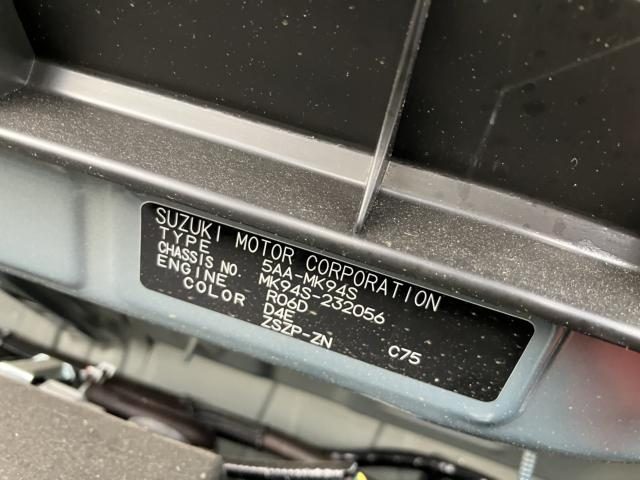 SUZUKI MOTOR CORPORATION
TYPE 5AA-MK94S
CHASSIS NO. MK94S-232056
ENGINE R06D
COLOR D4E
ZSZP-ZN C75